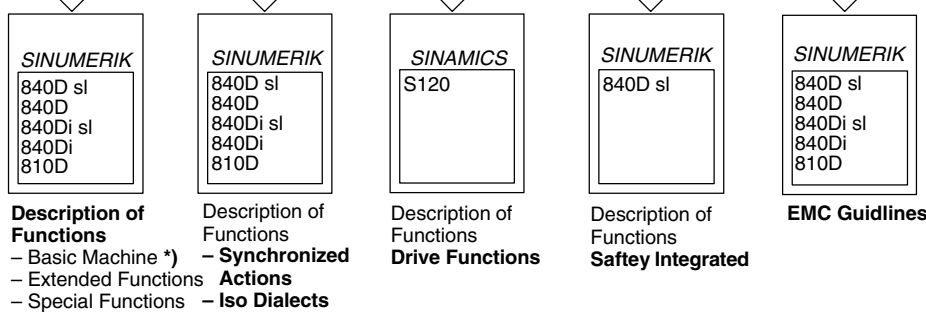 SINUMERIK
840D sl
840D
840Di sl
840Di
810D
Description of
Functions
– Basic Machine *)
– Extended Functions
– Special Functions
SINUMERIK
840D sl
840D
840Di sl
840Di
810D
Description of
Functions
– Synchronized
Actions
– Iso Dialects
SINAMICS
S120
Description of
Functions
Drive Functions
SINUMERIK
840D sl
Description of
Functions
Saftey Integrated
SINUMERIK
840D sl
840D
840Di sl
840Di
810D
EMC Guidlines